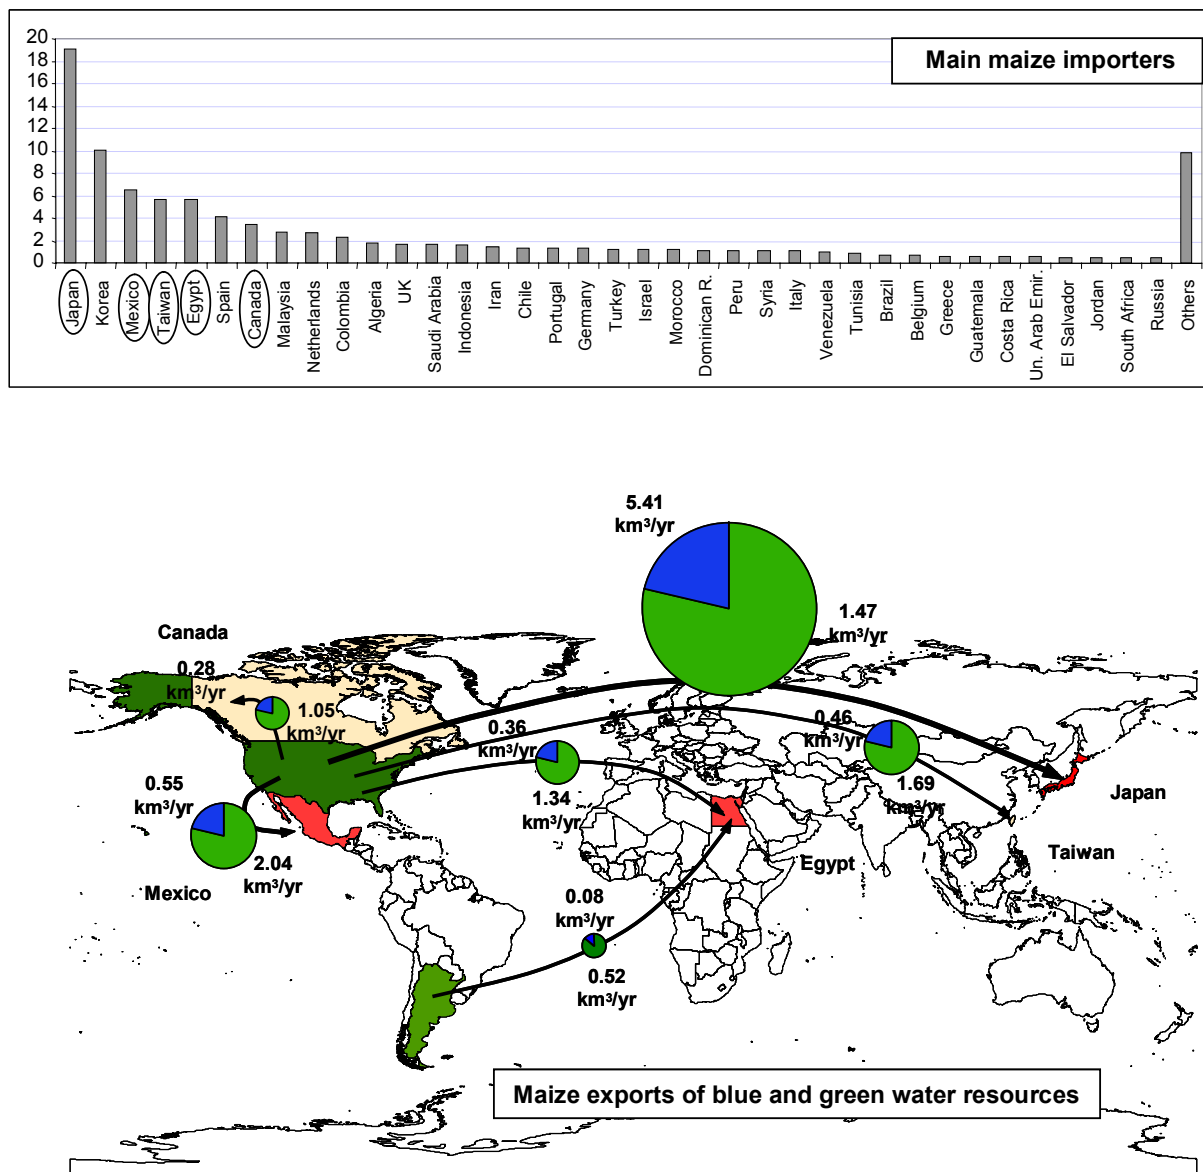 20
18
16
14
12
10
8
6
4
2
0
Main maize importers
Japan
Korea
Mexico
Taiwan
Egypt
Spain
Canada
Malaysia
Netherlands
Colombia
Algeria
UK
Saudi Arabia
Indonesia
Iran
Chile
Portugal
Germany
Turkey
Israel
Morocco
Dominican R.
Peru
Syria
Italy
Venezuela
Tunisia
Brazil
Belgium
Greece
Guatemala
Costa Rica
Un. Arab Emir.
El Salvador
Jordan
South Africa
Russia
Others
5.41
km³/yr
1.47
km³/yr
Canada
0.28
km³/yr
1.05
km³/yr
0.36
km³/yr
0.46
km³/yr
0.55
km³/yr
1.34
km³/yr
1.69
km³/yr
Japan
2.04
km³/yr
Mexico
Egypt
Taiwan
0.08
km³/yr
0.52
km³/yr
Maize exports of blue and green water resources